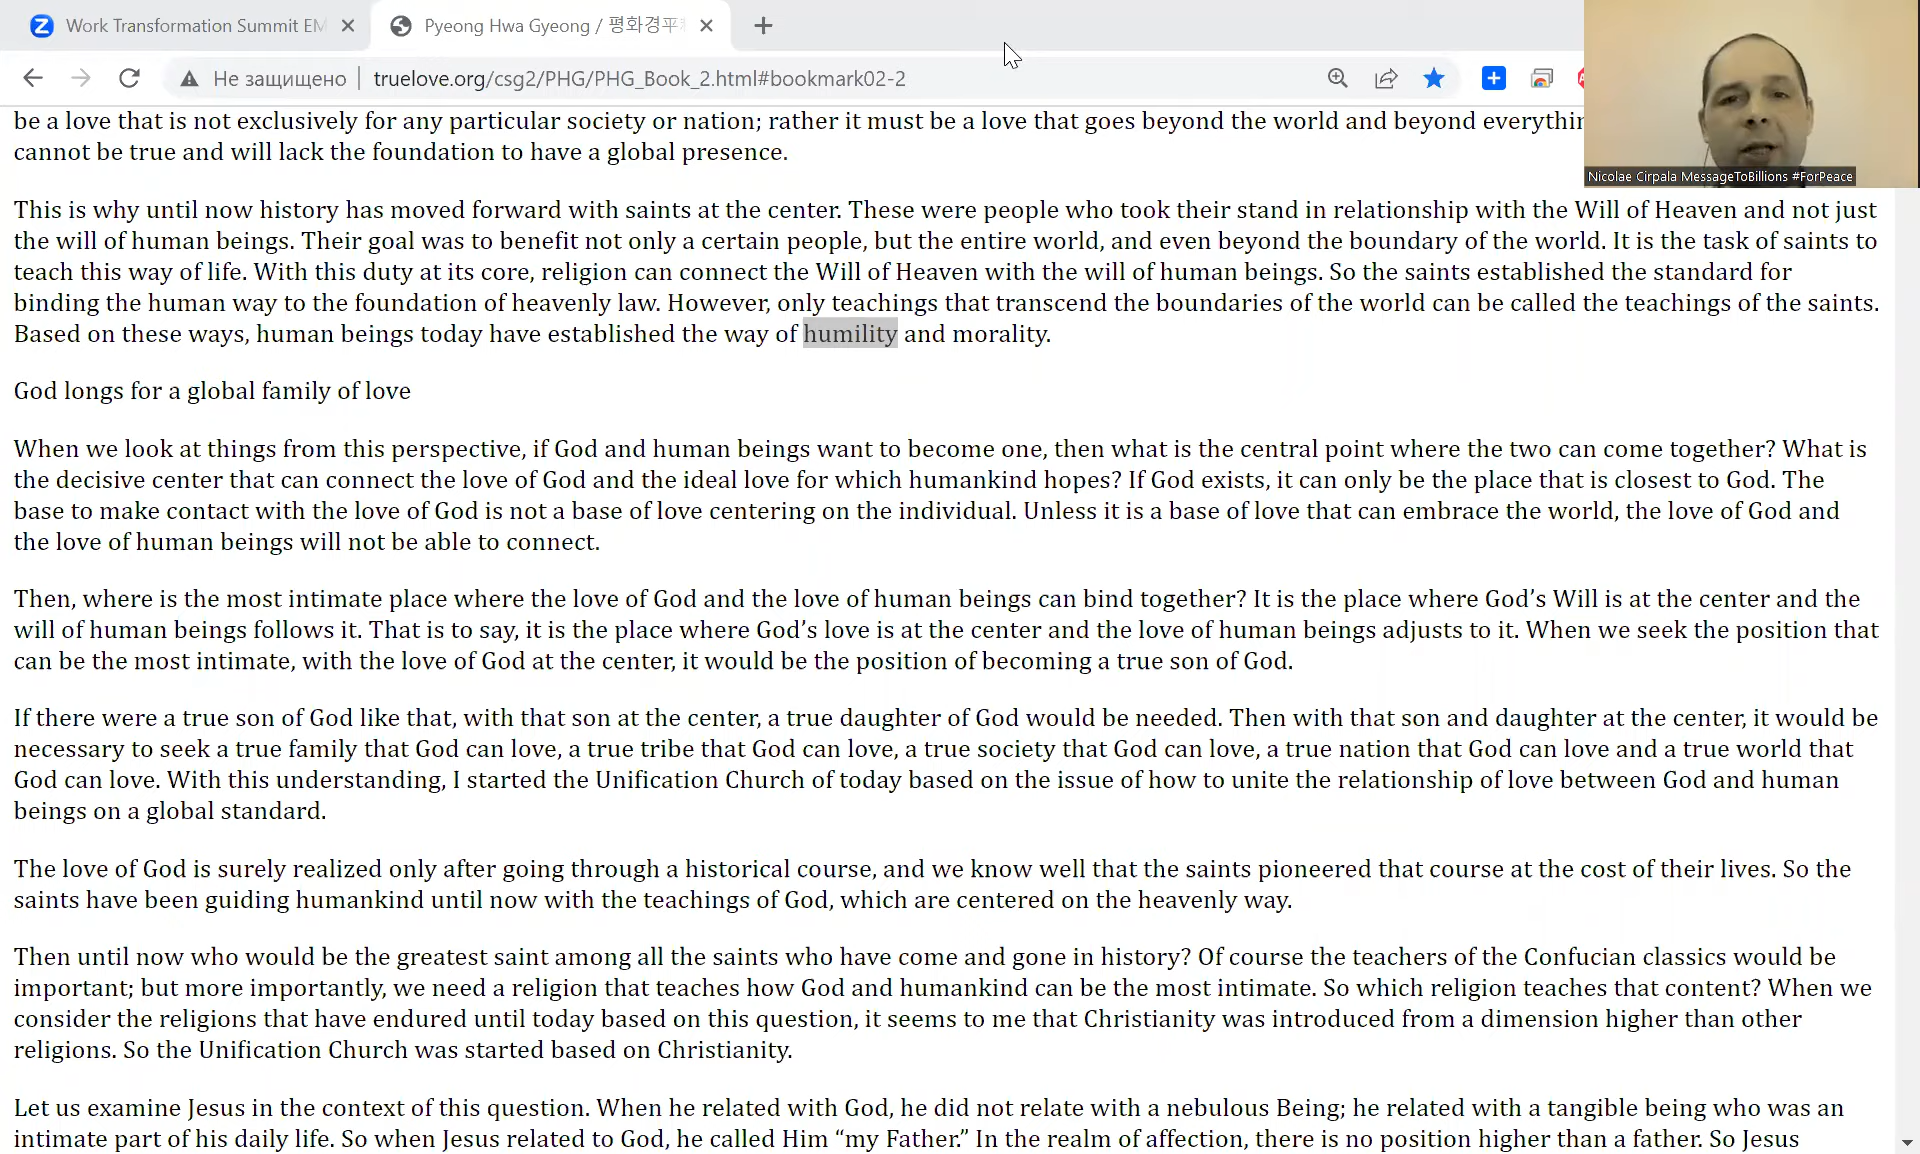 Work Transformation Summit EM
Pyeong Hwa Gyeong / 평화경平
Не защищено
truelove.org/csg2/PHG/PHG_Book_2.html#bookmark02-2
Nicolae Cirpala MessageToBillions #ForPeace
be a love that is not exclusively for any particular society or nation; rather it must be a love that goes beyond the world and beyond everythin
cannot be true and will lack the foundation to have a global presence.
This is why until now history has moved forward with saints at the center. These were people who took their stand in relationship with the Will of Heaven and not just
the will of human beings. Their goal was to benefit not only a certain people, but the entire world, and even beyond the boundary of the world. It is the task of saints to
teach this way of life. With this duty at its core, religion can connect the Will of Heaven with the will of human beings. So the saints established the standard for
binding the human way to the foundation of heavenly law. However, only teachings that transcend the boundaries of the world can be called the teachings of the saints.
Based on these ways, human beings today have established the way of humility and morality.
God longs for a global family of love
When we look at things from this perspective, if God and human beings want to become one, then what is the central point where the two can come together? What is
the decisive center that can connect the love of God and the ideal love for which humankind hopes? If God exists, it can only be the place that is closest to God. The
base to make contact with the love of God is not a base of love centering on the individual. Unless it is a base of love that can embrace the world, the love of God and
the love of human beings will not be able to connect.
Then, where is the most intimate place where the love of God and the love of human beings can bind together? It is the place where God’s Will is at the center and the
will of human beings follows it. That is to say, it is the place where God’s love is at the center and the love of human beings adjusts to it. When we seek the position that
can be the most intimate, with the love of God at the center, it would be the position of becoming a true son of God.
If there were a true son of God like that, with that son at the center, a true daughter of God would be needed. Then with that son and daughter at the center, it would be
necessary to seek a true family that God can love, a true tribe that God can love, a true society that God can love, a true nation that God can love and a true world that
God can love. With this understanding, I started the Unification Church of today based on the issue of how to unite the relationship of love between God and human
beings on a global standard.
The love of God is surely realized only after going through a historical course, and we know well that the saints pioneered that course at the cost of their lives. So the
saints have been guiding humankind until now with the teachings of God, which are centered on the heavenly way.
Then until now who would be the greatest saint among all the saints who have come and gone in history? Of course the teachers of the Confucian classics would be
important; but more importantly, we need a religion that teaches how God and humankind can be the most intimate. So which religion teaches that content? When we
consider the religions that have endured until today based on this question, it seems to me that Christianity was introduced from a dimension higher than other
religions. So the Unification Church was started based on Christianity.
Let us examine Jesus in the context of this question. When he related with God, he did not relate with a nebulous Being; he related with a tangible being who was an
intimate part of his daily life. So when Jesus related to God, he called Him “my Father.” In the realm of affection, there is no position higher than a father. So Jesus